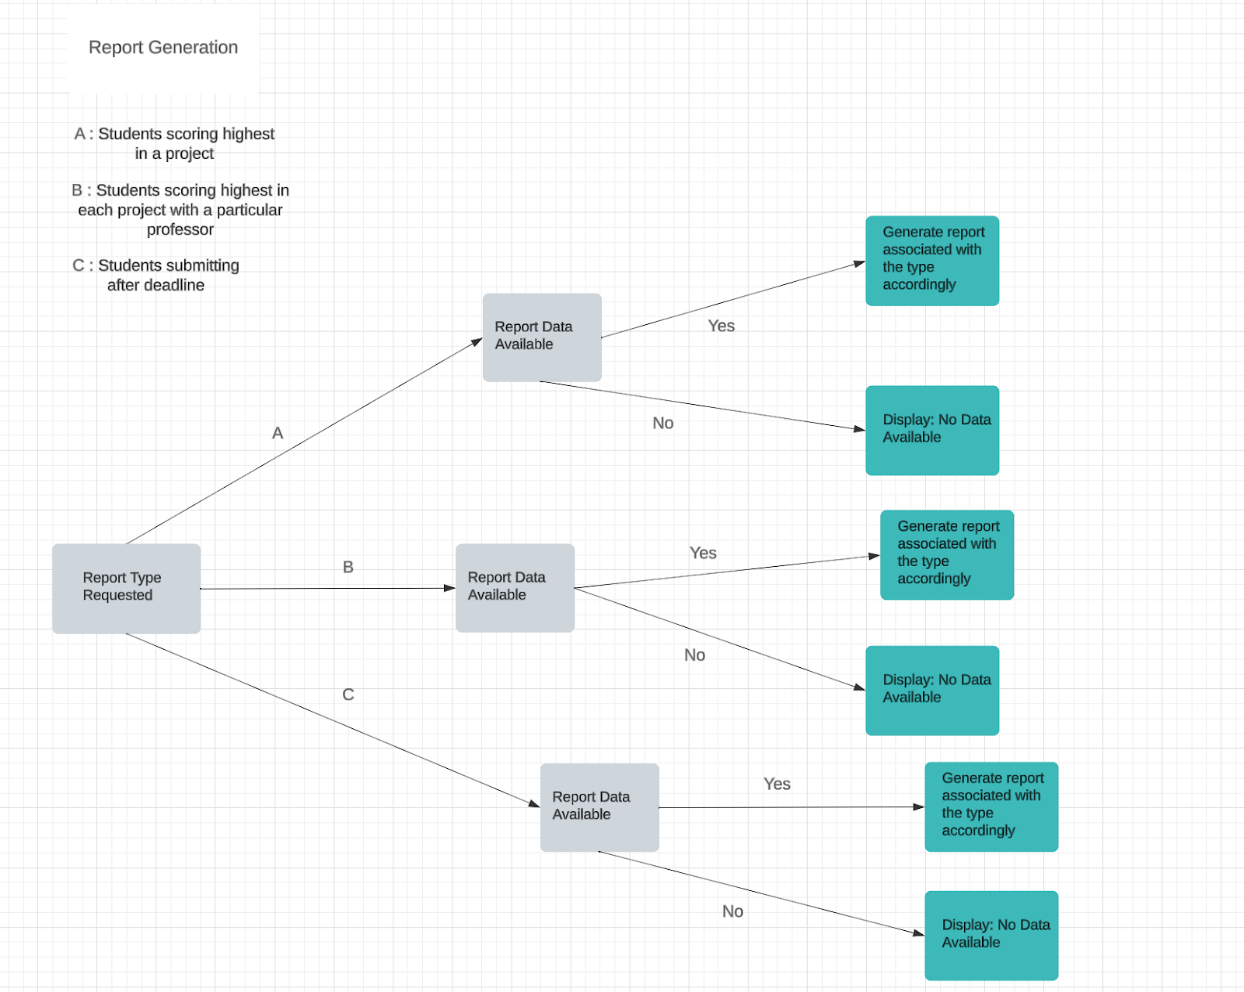 Report Generation
A : Students scoring highest
in a project
B : Students scoring highest in
each project with a particular
professor
C : Students submitting
after deadline
Generate report
associated with
the type
accordingly
Report Data
Available
Yes
No
Display: No Data
Available
A
Report Type
Requested
B
Report Data
Available
Yes
Generate report
associated with
the type
accordingly
No
Display: No Data
Available
C
Report Data
Available
Yes
Generate report
associated with
the type
accordingly
No
Display: No Data
Available